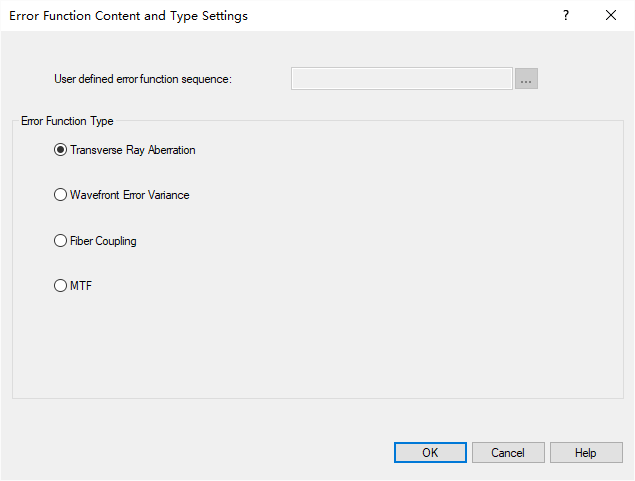 Error Function Content and Type Settings
?
User defined error function sequence:
...
Error Function Type
Transverse Ray Aberration
Wavefront Error Variance
Fiber Coupling
MTF
OK Cancel Help